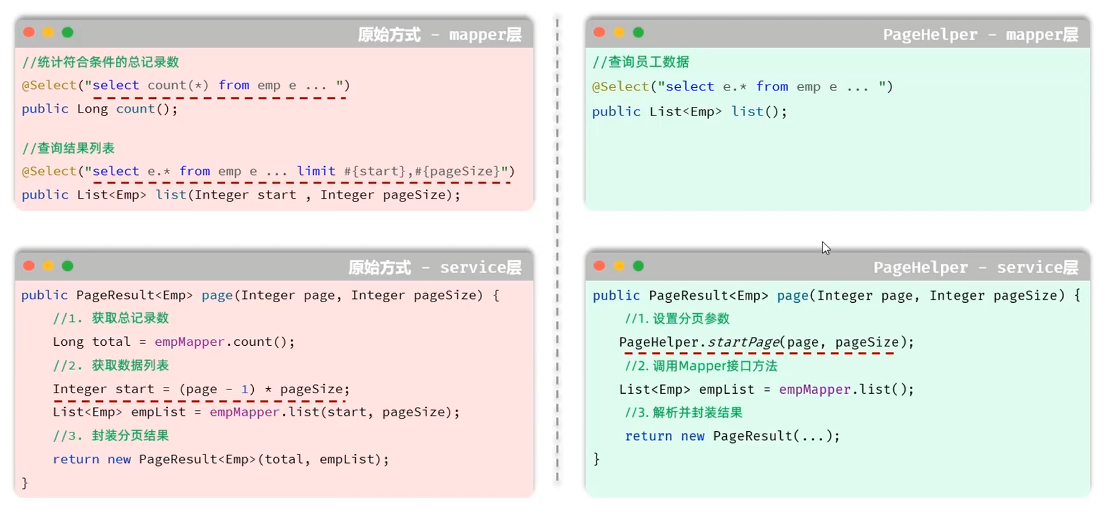 原始方式 - mapper层
//统计符合条件的总记录数
@Select("select count(*) from emp e ... ")
public Long count();
//查询结果列表
@Select("select e.* from emp e ... limit #{start},#{pageSize}")
public List<Emp> list(Integer start , Integer pageSize);
PageHelper - mapper层
//查询员工数据
@Select("select e.* from emp e ... ")
public List<Emp> list();
原始方式 - service层
public PageResult<Emp> page(Integer page, Integer pageSize) {
//1. 获取总记录数
Long total = empMapper.count();
//2. 获取数据列表
Integer start = (page - 1) * pageSize;
List<Emp> empList = empMapper.list(start, pageSize);
//3. 封装分页结果
return new PageResult<Emp>(total, empList);
}
PageHelper - service层
public PageResult<Emp> page(Integer page, Integer pageSize) {
//1. 设置分页参数
PageHelper.startPage(page, pageSize);
//2. 调用Mapper接口方法
List<Emp> empList = empMapper.list();
//3. 解析并封装结果
return new PageResult(...);
}